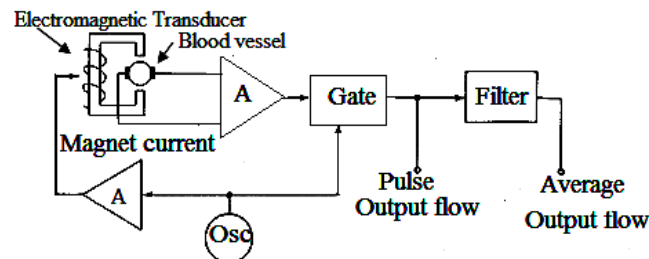 Electromagnetic Transducer
Blood vessel
A
Gate
Filter
Magnet current
A
Osc
Pulse
Output flow
Average
Output flow